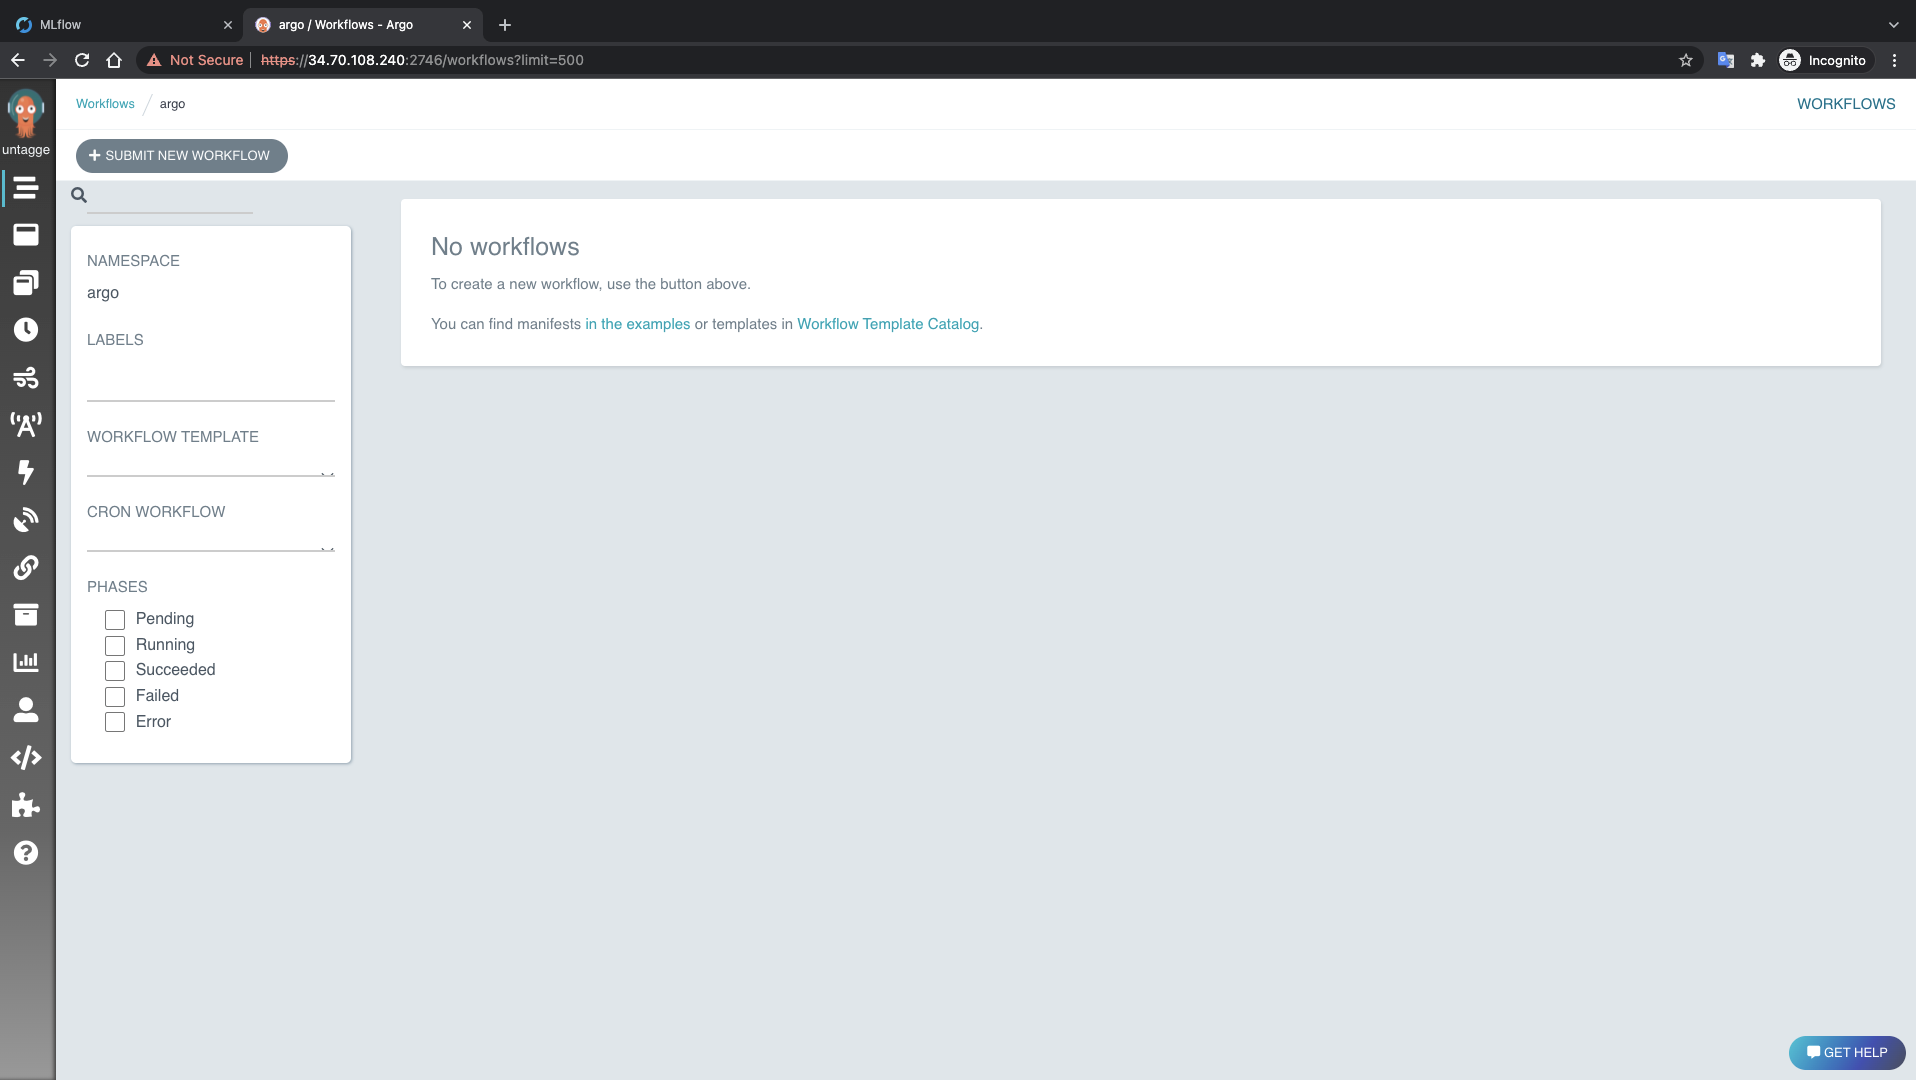 MLflow
argo / Workflows - Argo
Not Secure https://34.70.108.240:2746/workflows?limit=500
Incognito
untagge
Workflows / argo
WORKFLOWS
SUBMIT NEW WORKFLOW
NAMESPACE
argo
LABELS
WORKFLOW TEMPLATE
CRON WORKFLOW
PHASES
Pending
Running
Succeeded
Failed
Error
No workflows
To create a new workflow, use the button above.
You can find manifests in the examples or templates in Workflow Template Catalog.
GET HELP